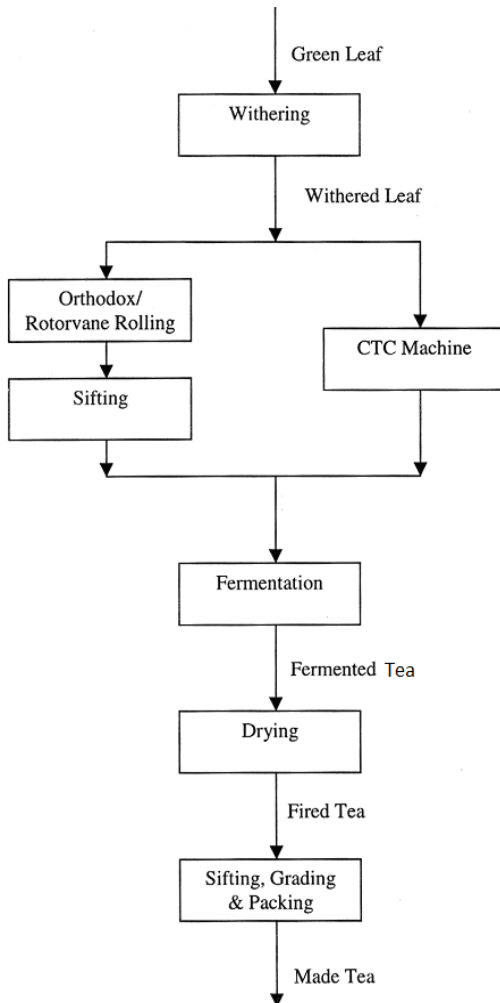 Green Leaf
Withering
Withered Leaf
Orthodox/
Rotorvane Rolling
CTC Machine
Sifting
Fermentation
Fermented Tea
Drying
Fired Tea
Sifting, Grading
& Packing
Made Tea